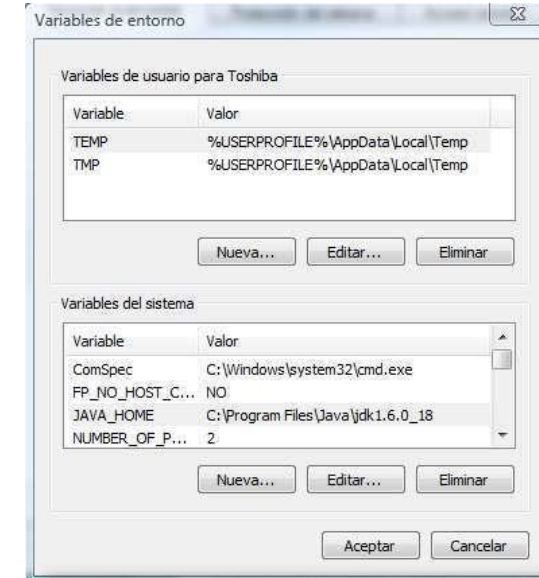 Variables de entorno
Variables de usuario para Toshiba
Variable Valor
TEMP %USERPROFILE%\AppData\Local\Temp
TMP %USERPROFILE%\AppData\Local\Temp
Nueva... Editar... Eliminar
Variables del sistema
Variable Valor
ComSpec C:\Windows\system32\cmd.exe
FP_NO_HOST_C... NO
JAVA_HOME C:\Program Files\Java\jdk1.6.0_18
NUMBER_OF_P... 2
Nueva... Editar... Eliminar
Aceptar Cancelar